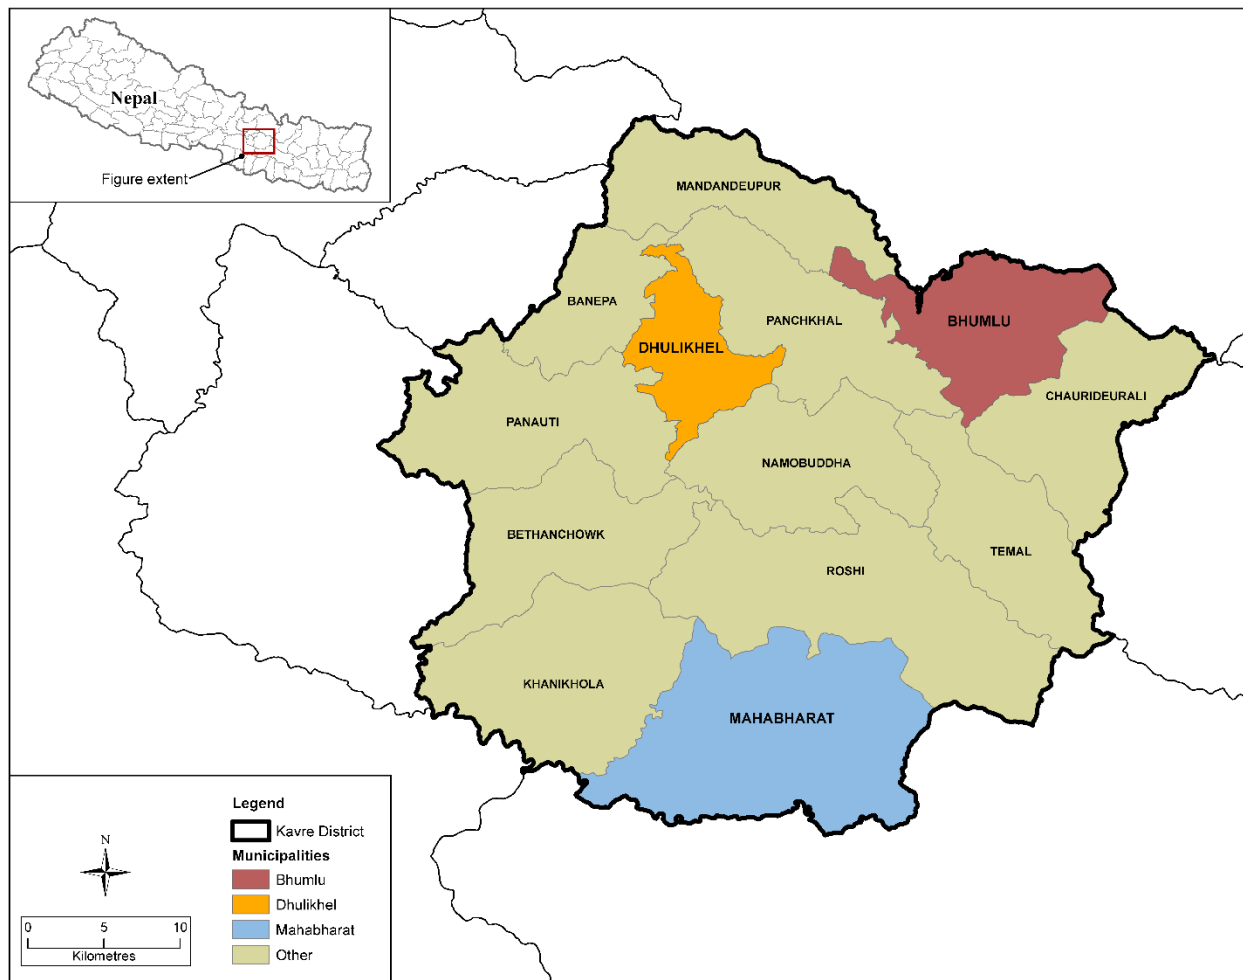 Nepal
Figure extent
MANDANDEUPUR
BANEPA
PANCHKHAL
BHUMLU
DHULIKHEL
CHAURIDEURALI
PANAUTI
NAMOBUDDHA
BETHANCHOWK
TEMAL
ROSHI
KHANIKHOLA
MAHABHARAT
Legend
Kavre District
Municipalities
Bhumlu
Dhulikhel
Mahabharat
Other
N
0 5 10
Kilometres